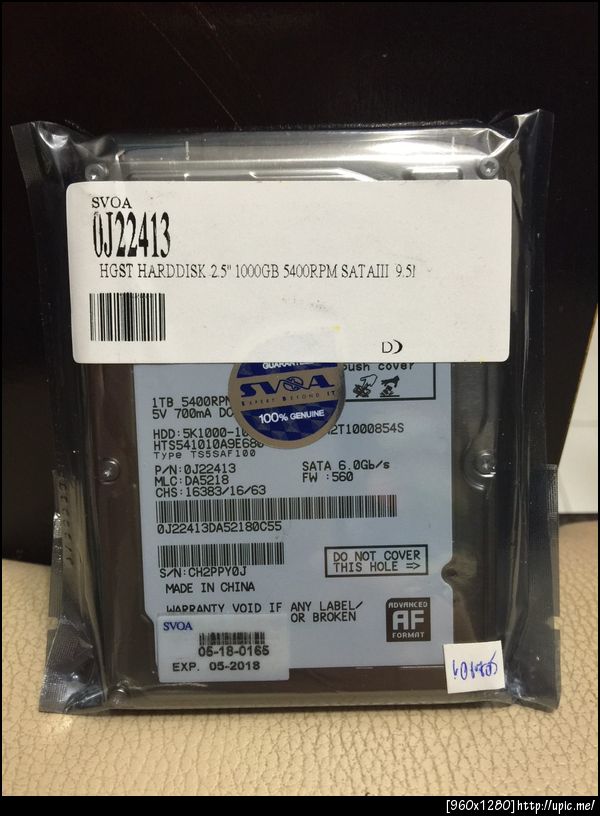 SVOA
0J22413
HGST HARDDISK 2.5" 1000GB 5400RPM SATAIII 9.5
D
GUARANTEE
SVOA
EXPERT BEYOND IT
100% GENUINE
push cover
1TB 5400RPM
5V 700mA DC
HDD:5K1000-10
2T1000854S
HTS541010A9E680
Type TS5SAF100
P/N:0J22413
SATA 6.0Gb/s
MLC:DA5218
FW :560
CHS:16383/16/63
0J22413DA52180C55
S/N:CH2PPY0J
DO NOT COVER
THIS HOLE =>
MADE IN CHINA
WARRANTY VOID IF ANY LABEL/
OR BROKEN
ADVANCED
AF
FORMAT
SVOA
05-18-0165
EXP. 05-2018
[960x1280]http://upic.me/